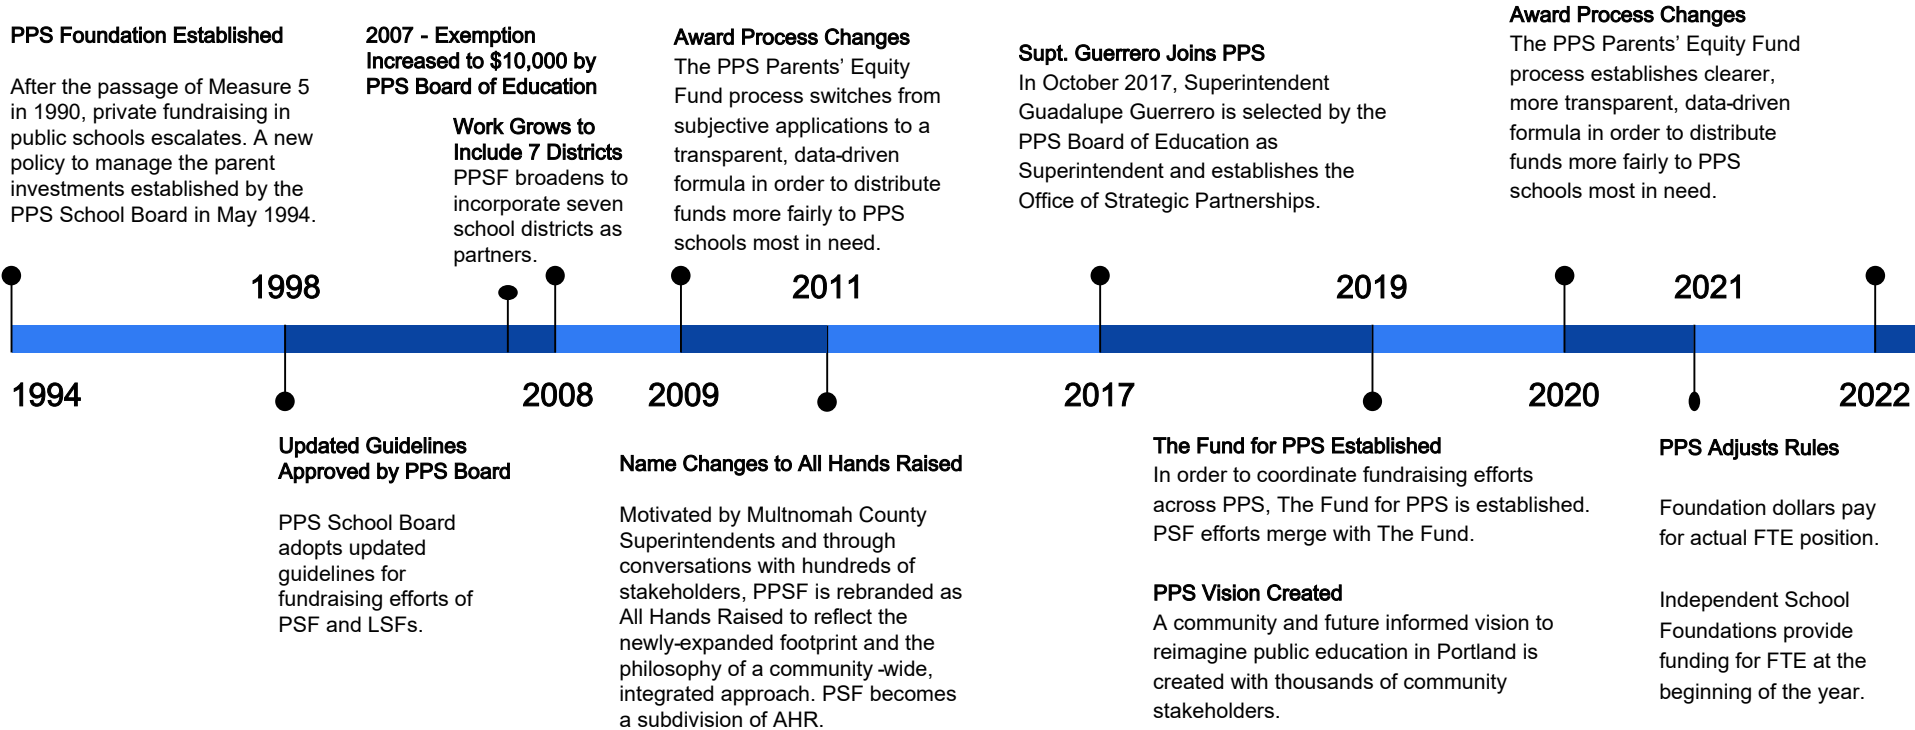 PPS Foundation Established
After the passage of Measure 5
in 1990, private fundraising in
public schools escalates. A new
policy to manage the parent
investments established by the
PPS School Board in May 1994.
2007 - Exemption
Increased to $10,000 by
PPS Board of Education
Work Grows to
Include 7 Districts
PPSF broadens to
incorporate seven
school districts as
partners.
Award Process Changes
The PPS Parents' Equity
Fund process switches from
subjective applications to a
transparent, data-driven
formula in order to distribute
funds more fairly to PPS
schools most in need.
Supt. Guerrero Joins PPS
In October 2017, Superintendent
Guadalupe Guerrero is selected by the
PPS Board of Education as
Superintendent and establishes the
Office of Strategic Partnerships.
Award Process Changes
The PPS Parents' Equity Fund
process establishes clearer,
more transparent, data-driven
formula in order to distribute
funds more fairly to PPS
schools most in need.
1998
2011
2019
2021
1994
2008
2009
2017
2020
2022
Updated Guidelines
Approved by PPS Board
PPS School Board
adopts updated
guidelines for
fundraising efforts of
PSF and LSFs.
Name Changes to All Hands Raised
Motivated by Multnomah County
Superintendents and through
conversations with hundreds of
stakeholders, PPSF is rebranded as
All Hands Raised to reflect the
newly-expanded footprint and the
philosophy of a community -wide,
integrated approach. PSF becomes
a subdivision of AHR.
The Fund for PPS Established
In order to coordinate fundraising efforts
across PPS, The Fund for PPS is established.
PSF efforts merge with The Fund.
PPS Vision Created
A community and future informed vision to
reimagine public education in Portland is
created with thousands of community
stakeholders.
PPS Adjusts Rules
Foundation dollars pay
for actual FTE position.
Independent School
Foundations provide
funding for FTE at the
beginning of the year.